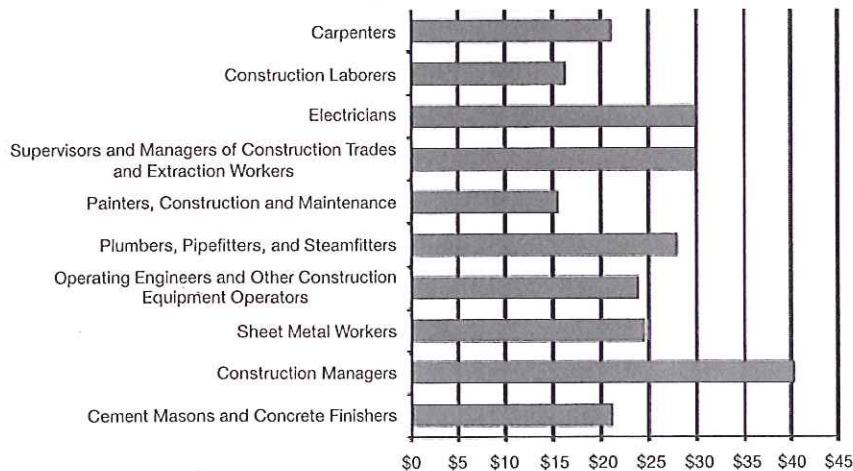 Carpenters
Construction Laborers
Electricians
Supervisors and Managers of Construction Trades
and Extraction Workers
Painters, Construction and Maintenance
Plumbers, Pipefitters, and Steamfitters
Operating Engineers and Other Construction
Equipment Operators
Sheet Metal Workers
Construction Managers
Cement Masons and Concrete Finishers
$0 $5 $10 $15 $20 $25 $30 $35 $40 $45